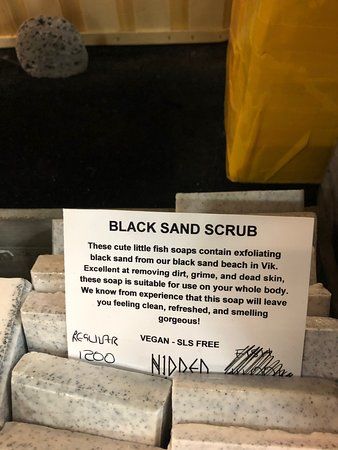 BLACK SAND SCRUB
These cute little fish soaps contain exfoliating
black sand from our black sand beach in Vik.
Excellent at removing dirt, grime, and dead skin,
these soap is suitable for use on your whole body.
We know from experience that this soap will leave
you feeling clean, refreshed, and smelling
gorgeous!
VEGAN - SLS FREE
REGULAR
1200